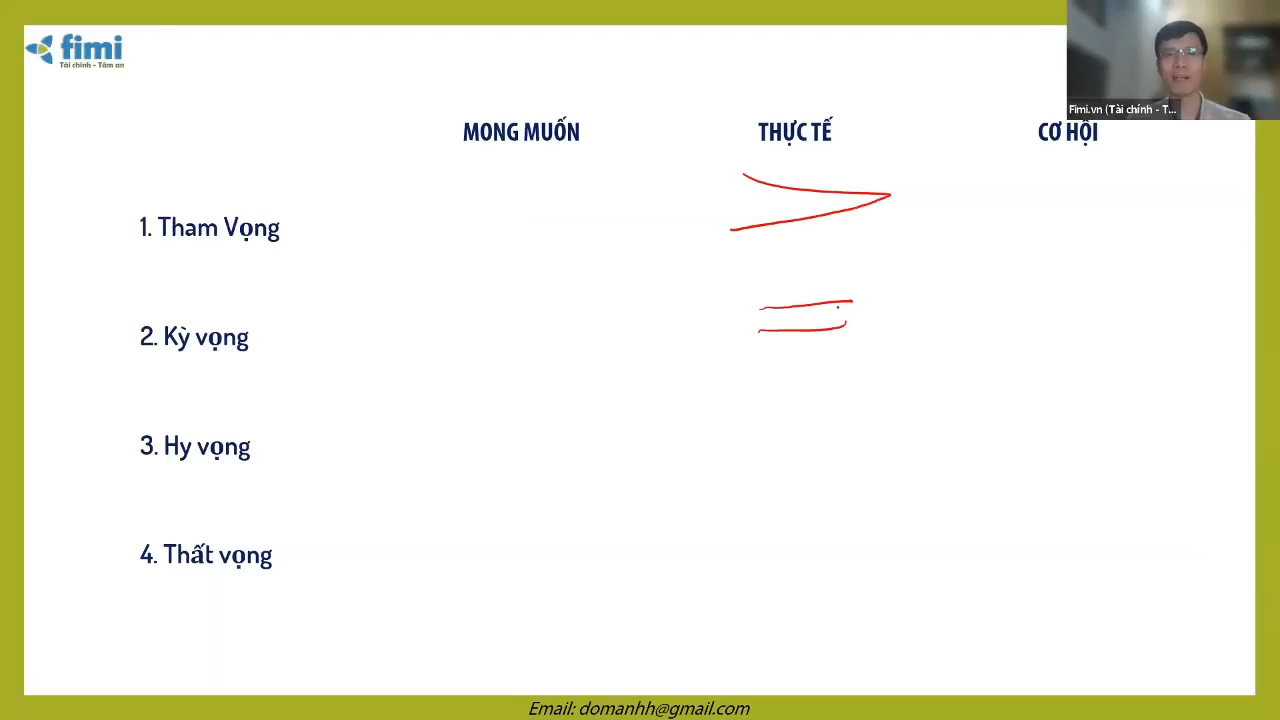 fimi
Tài chính - Tâm an
Fimi.vn (Tài chính - T...
MONG MUỐN THỰC TẾ CƠ HỘI
1. Tham Vọng
2. Kỳ vọng
3. Hy vọng
4. Thất vọng
Email: domanhh@gmail.com